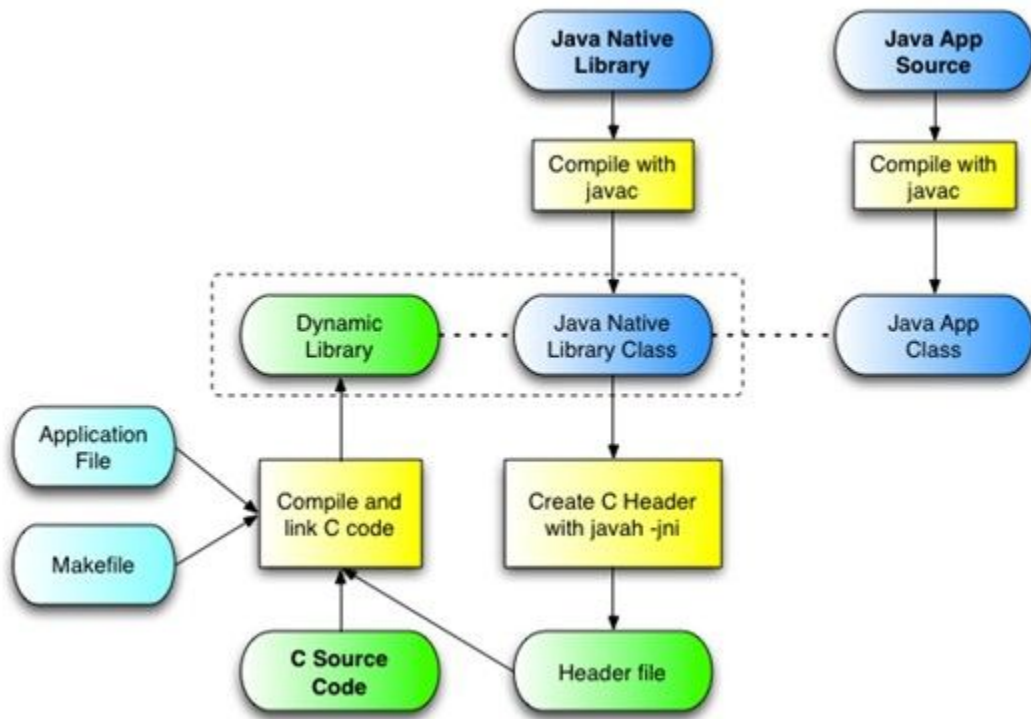 Java Native
Library
Java App
Source
Compile with
javac
Compile with
javac
Dynamic
Library
Java Native
Library Class
Java App
Class
Application
File
Makefile
Compile and
link C code
Create C Header
with javah -jni
C Source
Code
Header file